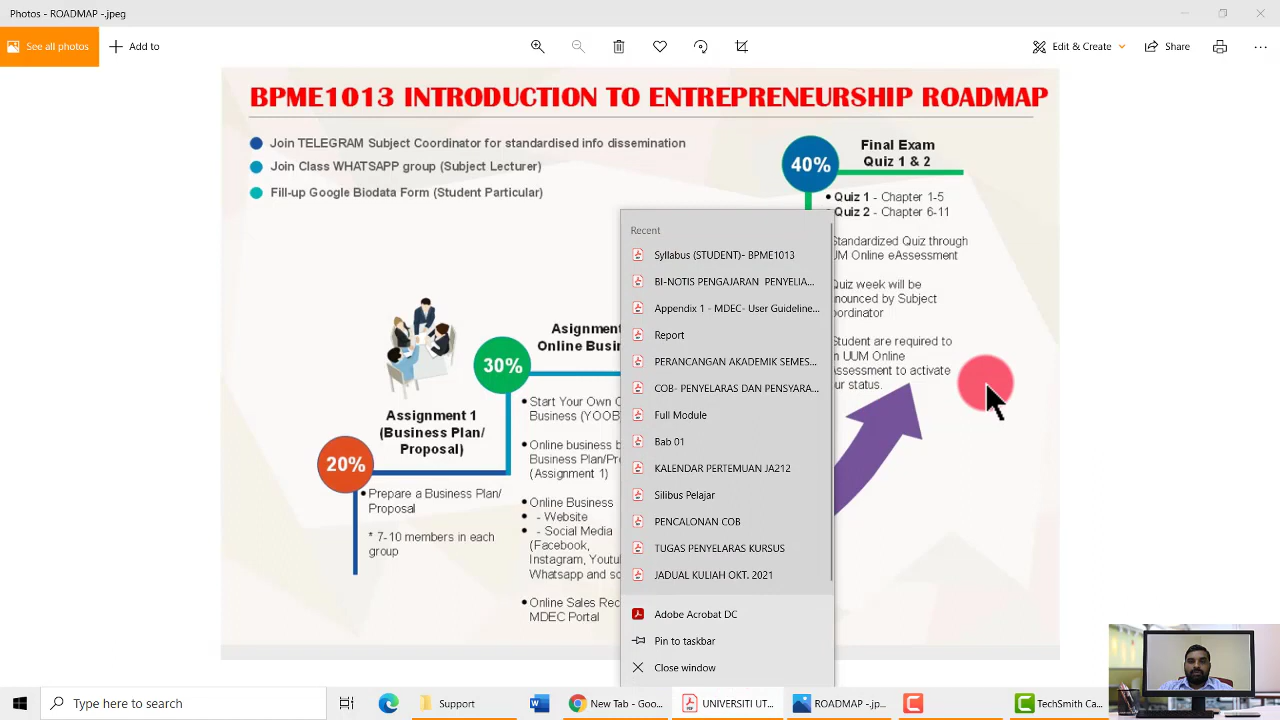 Photos - ROADMAP -.jpeg
See all photos
Add to
Edit & Create
Share
BPME1013 INTRODUCTION TO ENTREPRENEURSHIP ROADMAP
Join TELEGRAM Subject Coordinator for standardised info dissemination
Join Class WHATSAPP group (Subject Lecturer)
Fill-up Google Biodata Form (Student Particular)
20%
Assignment 1
(Business Plan/
Proposal)
Prepare a Business Plan/
Proposal
* 7-10 members in each
group
30%
Asignment
Online Busin
Start Your Own
Business (YOOB
Online business b
Business Plan/Pro
(Assignment 1)
Online Business
- Website
- Social Media
(Facebook,
Instagram, Youtu
Whatsapp and so
Online Sales Rec
MDEC Portal
40%
Final Exam
Quiz 1 & 2
Quiz 1 - Chapter 1-5
Quiz 2 - Chapter 6-11
Standardized Quiz through
UM Online eAssessment
Quiz week will be
nounced by Subject
oordinator
Student are required to
n UUM Online
Assessment to activate
ur status.
Recent
Syllabus (STUDENT)- BPME1013
BI-NOTIS PENGAJARAN PENYELIA...
Appendix 1 - MDEC- User Guideline...
Report
PERANCANGAN AKADEMIK SEMES...
COB- PENYELARAS DAN PENSYARA...
Full Module
Bab 01
KALENDAR PERTEMUAN JA212
Silibus Pelajar
PENCALONAN COB
TUGAS PENYELARAS KURSUS
JADUAL KULIAH OKT. 2021
Adobe Acrobat DC
Pin to taskbar
Close window
Type here to search
Support
New Tab - Goo...
UNIVERSITI UT...
ROADMAP -.jp...
TechSmith Ca...